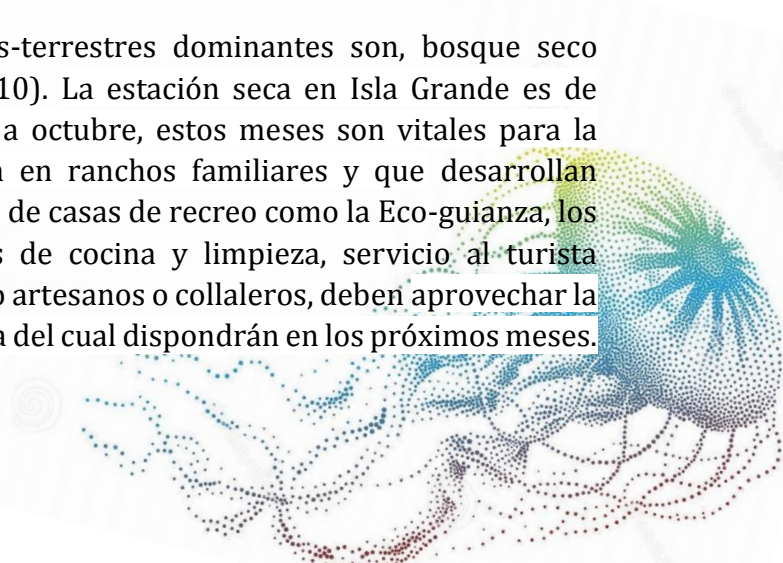 s-terrestres dominantes son, bosque seco
10). La estación seca en Isla Grande es de
a octubre, estos meses son vitales para la
en ranchos familiares y que desarrollan
de casas de recreo como la Eco-guianza, los
s de cocina y limpieza, servicio al turista
o artesanos o collaleros, deben aprovechar la
a del cual dispondrán en los próximos meses.